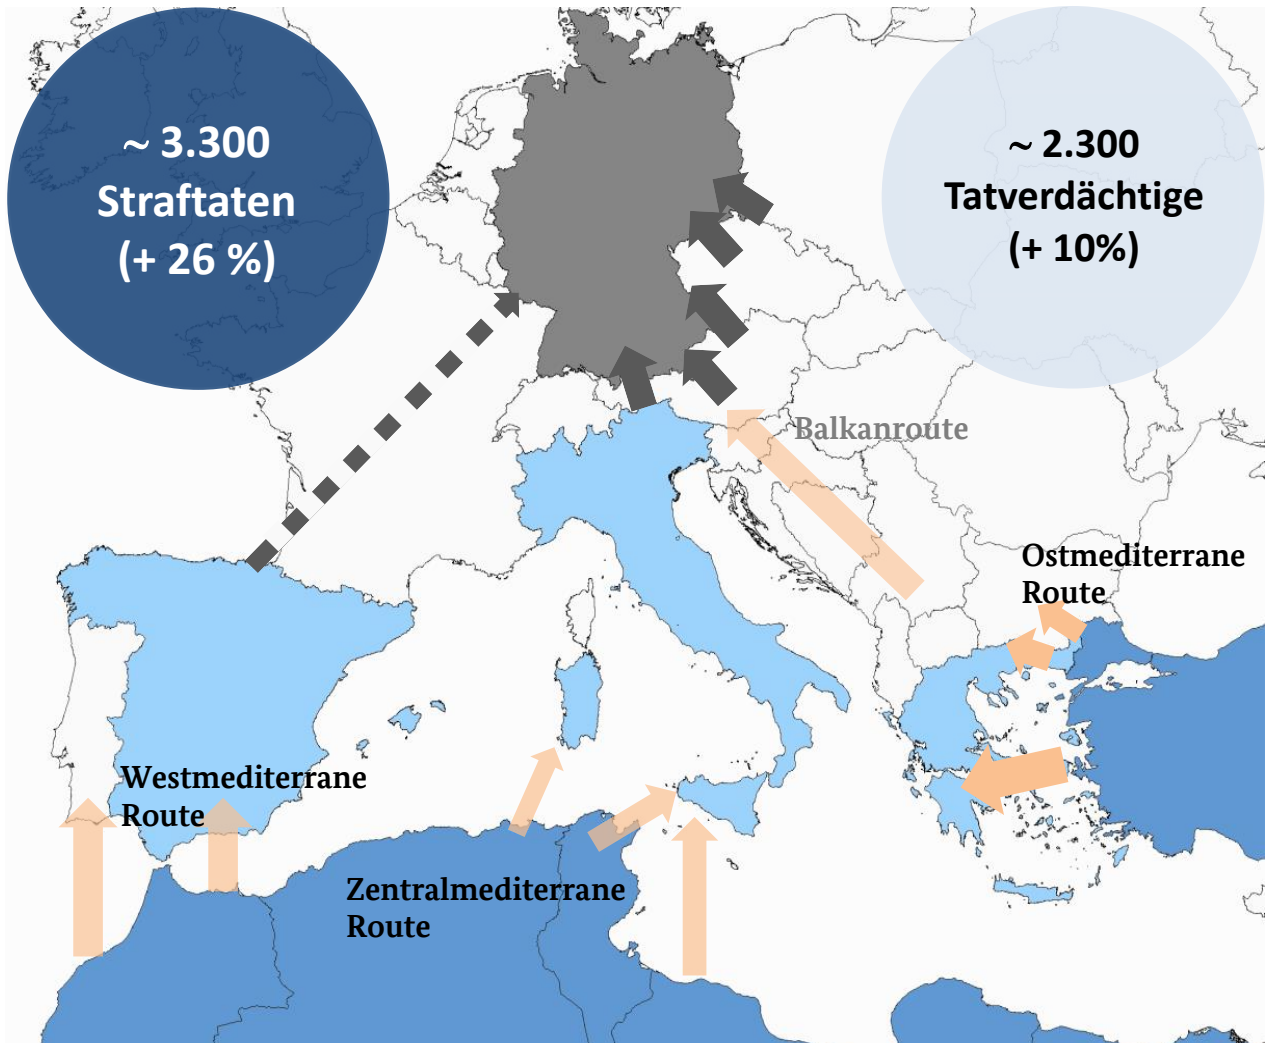 ~ 3.300
Straftaten
(+ 26 %)
~ 2.300
Tatverdächtige
(+ 10%)
Balkanroute
Ostmediterrane
Route
Westmediterrane
Route
Zentralmediterrane
Route